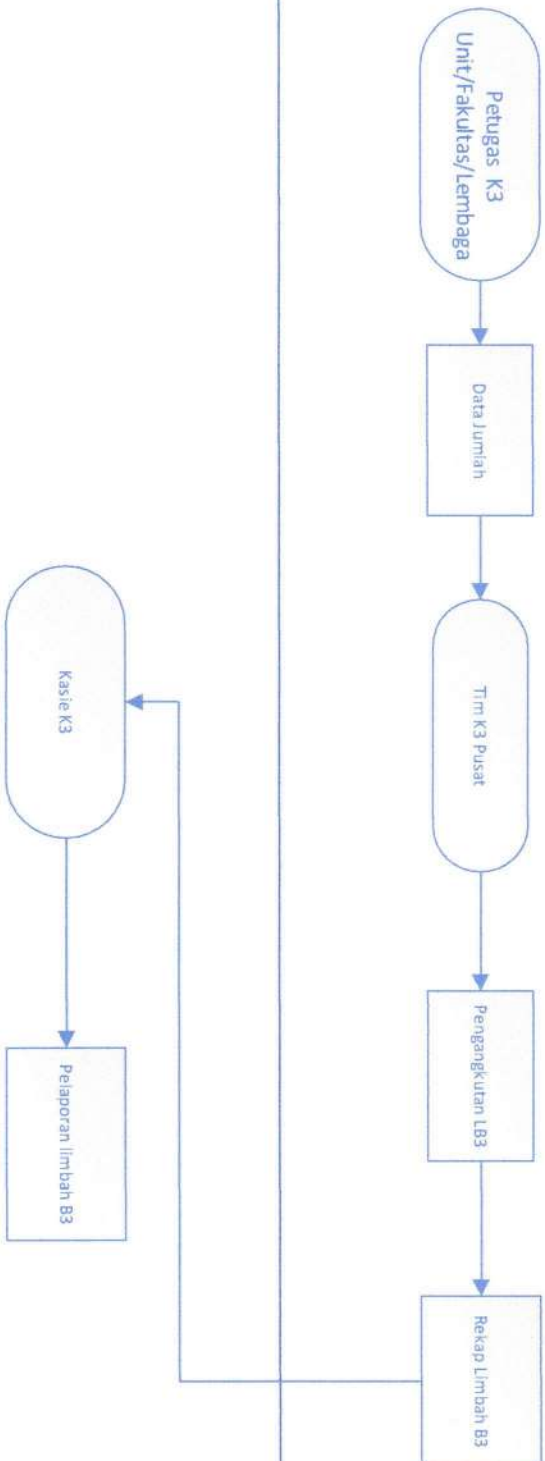 Petugas K3
Unit/Fakultas/Lembaga
Data Jumlah
Tim K3 Pusat
Pengangkutan LB3
Rekap Limbah B3
Kasie K3
Pelaporan limbah B3